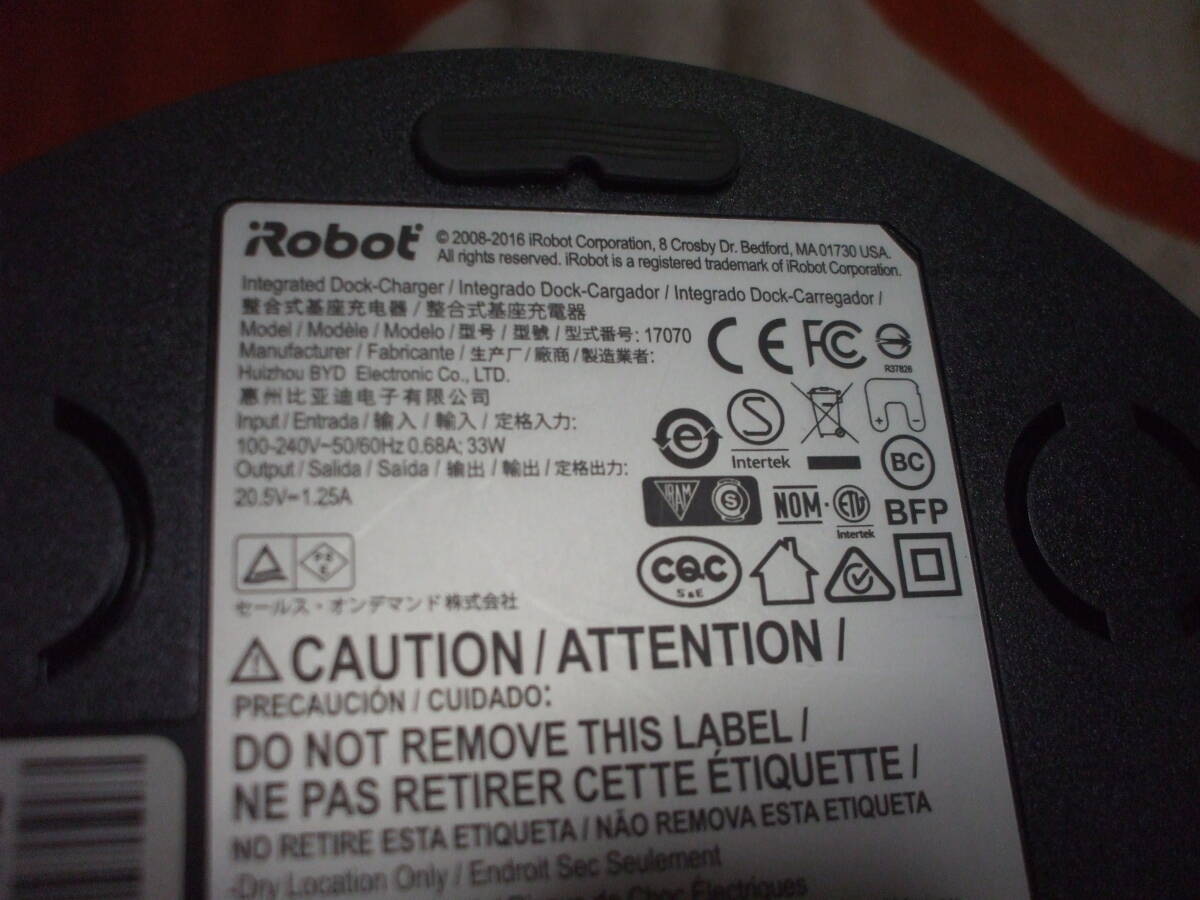 iRobot
© 2008-2016 iRobot Corporation, 8 Crosby Dr. Bedford, MA 01730 USA.
All rights reserved. iRobot is a registered trademark of iRobot Corporation.
Integrated Dock-Charger / Integrado Dock-Cargador / Integrado Dock-Carregador /
整合式基座充电器 / 整合式基座充電器
Model / Modèle / Modelo / 型号 / 型號 / 型式番号: 17070
Manufacturer / Fabricante / 生产厂 / 廠商 / 製造業者:
Huizhou BYD Electronic Co., LTD.
惠州比亚迪电子有限公司
Input / Entrada / 输入 / 輸入 / 定格入力:
100-240V~50/60Hz 0.68A; 33W
Output / Salida / Saída / 输出 / 輸出 / 定格出力:
20.5V⎓1.25A
CE FC
R37826
e
S
Intertek
+ -
BC
IRAM S
NOM
ETL
Intertek
BFP
CQC
S&E
PS
E
セールス・オンデマンド株式会社
CAUTION / ATTENTION /
PRECAUCIÓN / CUIDADO:
DO NOT REMOVE THIS LABEL /
NE PAS RETIRER CETTE ÉTIQUETTE /
NO RETIRE ESTA ETIQUETA / NÃO REMOVA ESTA ETIQUETA
-Dry Location Only / Endroit Sec Seulement
de Choc Électriques